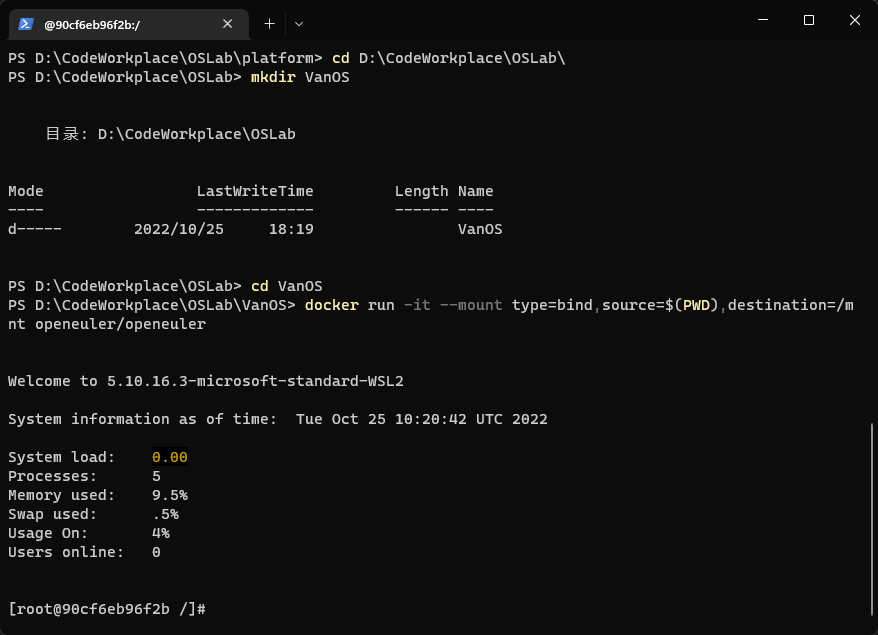 @90cf6eb96f2b:/
PS D:\CodeWorkplace\OSLab\platform> cd D:\CodeWorkplace\OSLab\
PS D:\CodeWorkplace\OSLab> mkdir VanOS
目录: D:\CodeWorkplace\OSLab
Mode                 LastWriteTime         Length Name
----                 -------------         ------ ----
d-----        2022/10/25     18:19                VanOS
PS D:\CodeWorkplace\OSLab> cd VanOS
PS D:\CodeWorkplace\OSLab\VanOS> docker run -it --mount type=bind,source=$(PWD),destination=/m
nt openeuler/openeuler
Welcome to 5.10.16.3-microsoft-standard-WSL2
System information as of time:  Tue Oct 25 10:20:42 UTC 2022
System load:    0.00
Processes:      5
Memory used:    9.5%
Swap used:      .5%
Usage On:       4%
Users online:   0
[root@90cf6eb96f2b /]#